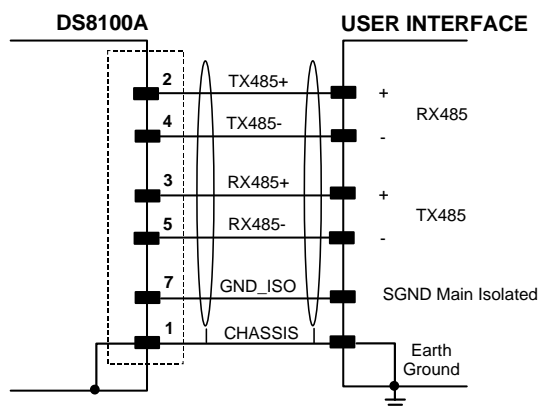 DS8100A USER INTERFACE
2 TX485+ +
RX485
4 TX485- -
3 RX485+ +
TX485
5 RX485- -
7 GND_ISO SGND Main Isolated
1 CHASSIS
Earth
Ground